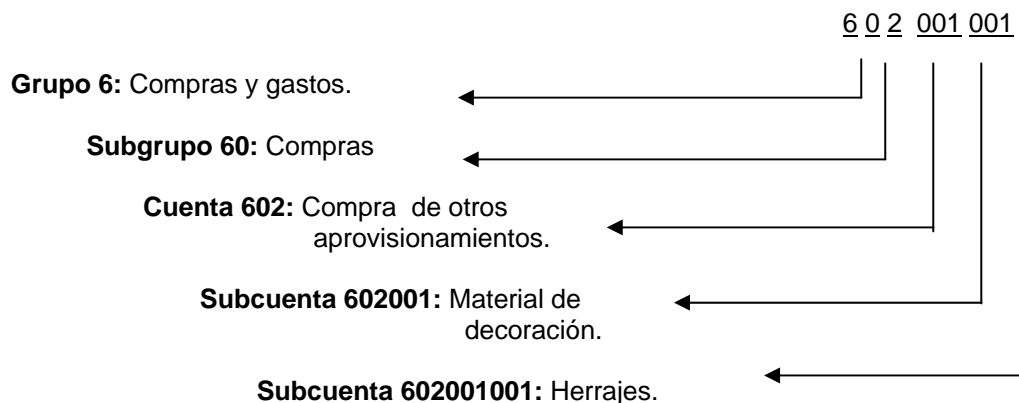 6 0 2 001 001
Grupo 6: Compras y gastos.
Subgrupo 60: Compras
Cuenta 602: Compra de otros
aprovisionamientos.
Subcuenta 602001: Material de
decoración.
Subcuenta 602001001: Herrajes.